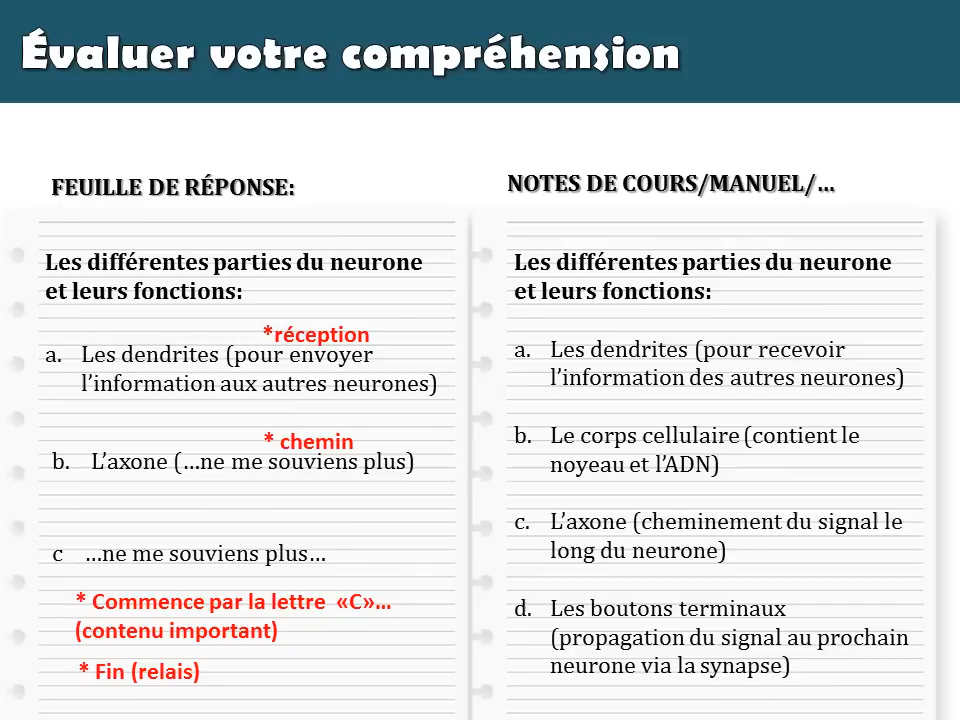 Évaluer votre compréhension
FEUILLE DE RÉPONSE:
Les différentes parties du neurone
et leurs fonctions:
*réception
a. Les dendrites (pour envoyer
l’information aux autres neurones)
* chemin
b. L’axone (…ne me souviens plus)
c …ne me souviens plus…
* Commence par la lettre «C»…
(contenu important)
* Fin (relais)
NOTES DE COURS/MANUEL/…
Les différentes parties du neurone
et leurs fonctions:
a. Les dendrites (pour recevoir
l’information des autres neurones)
b. Le corps cellulaire (contient le
noyeau et l’ADN)
c. L’axone (cheminement du signal le
long du neurone)
d. Les boutons terminaux
(propagation du signal au prochain
neurone via la synapse)